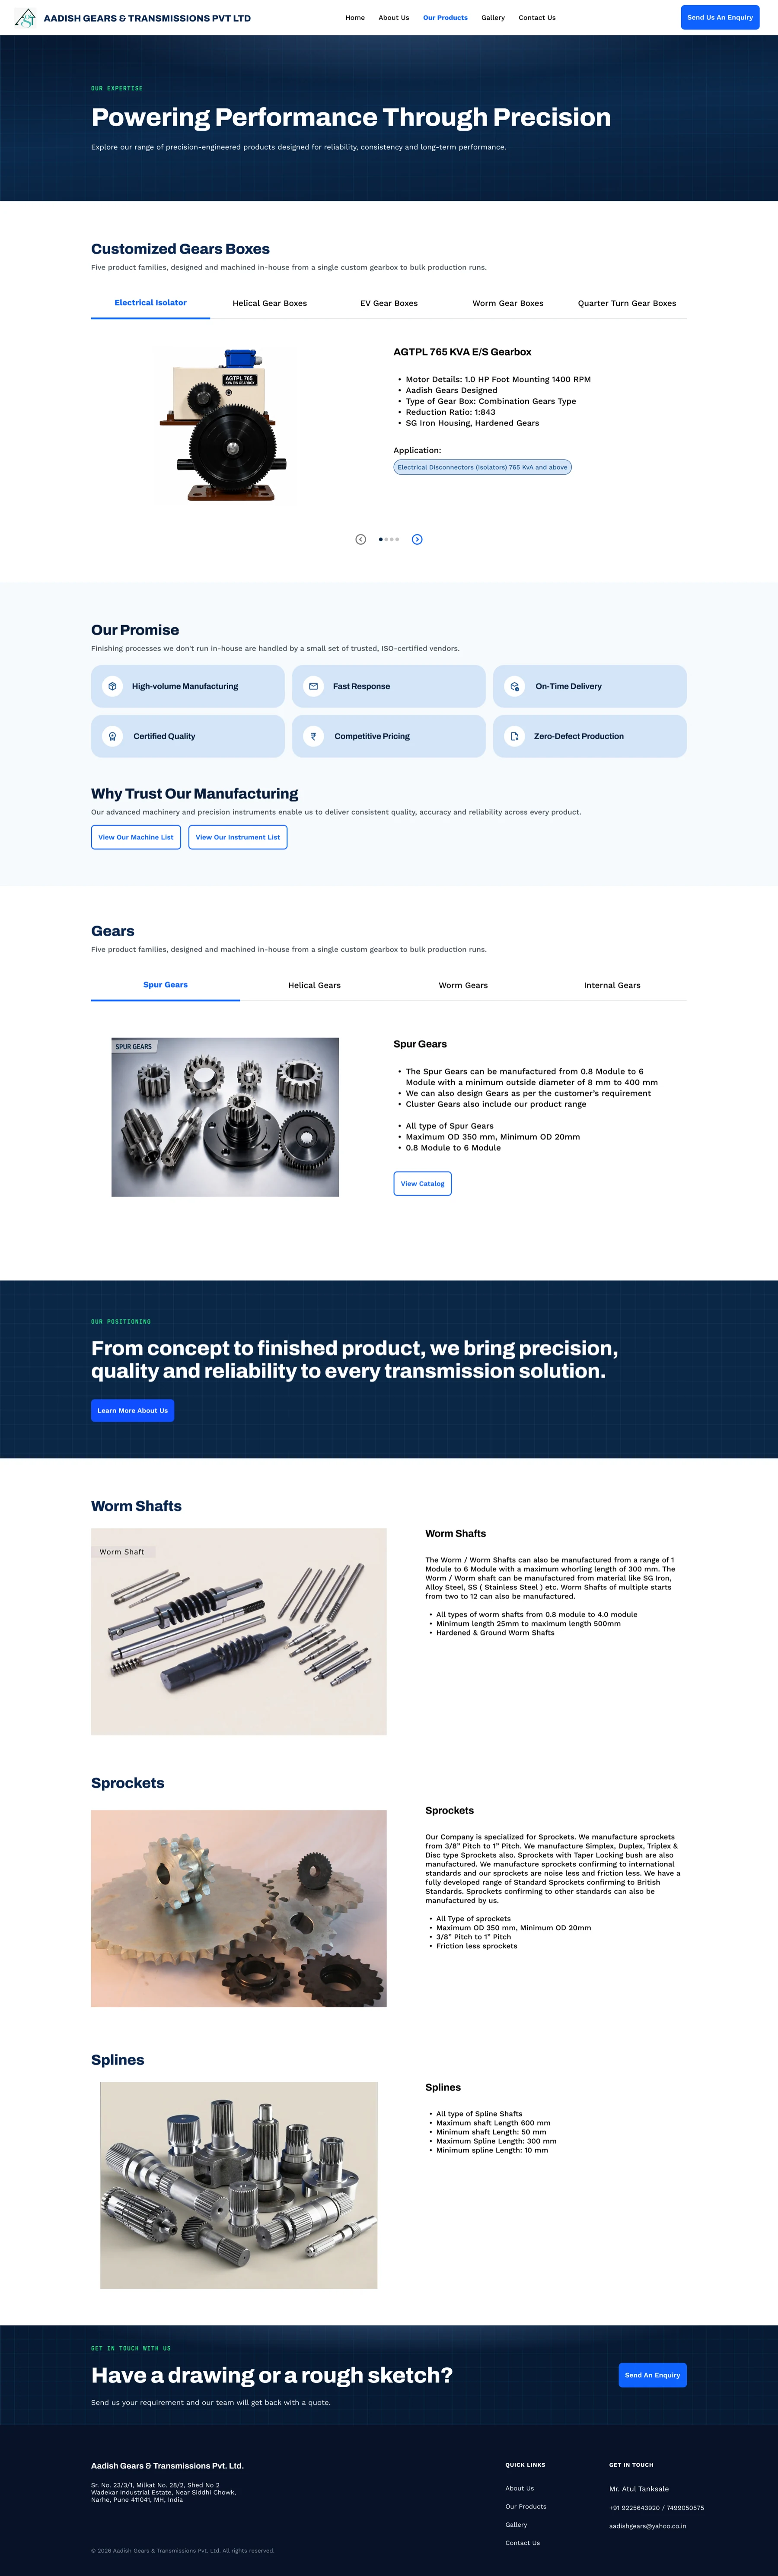 AADISH GEARS & TRANSMISSIONS PVT LTD
Home
About Us
Our Products
Gallery
Contact Us
Send Us An Enquiry
OUR EXPERTISE
Powering Performance Through Precision
Explore our range of precision-engineered products designed for reliability, consistency and long-term performance.
Customized Gears Boxes
Five product families, designed and machined in-house from a single custom gearbox to bulk production runs.
Electrical Isolator
Helical Gear Boxes
EV Gear Boxes
Worm Gear Boxes
Quarter Turn Gear Boxes
AGTPL 765
KVA E/S GEARBOX
AGTPL 765 KVA E/S Gearbox
• Motor Details: 1.0 HP Foot Mounting 1400 RPM
• Aadish Gears Designed
• Type of Gear Box: Combination Gears Type
• Reduction Ratio: 1:843
• SG Iron Housing, Hardened Gears
Application:
Electrical Disconnectors (Isolators) 765 KvA and above
Our Promise
Finishing processes we don't run in-house are handled by a small set of trusted, ISO-certified vendors.
High-volume Manufacturing
Fast Response
On-Time Delivery
Certified Quality
Competitive Pricing
Zero-Defect Production
Why Trust Our Manufacturing
Our advanced machinery and precision instruments enable us to deliver consistent quality, accuracy and reliability across every product.
View Our Machine List
View Our Instrument List
Gears
Five product families, designed and machined in-house from a single custom gearbox to bulk production runs.
Spur Gears
Helical Gears
Worm Gears
Internal Gears
SPUR GEARS
Spur Gears
• The Spur Gears can be manufactured from 0.8 Module to 6
Module with a minimum outside diameter of 8 mm to 400 mm
• We can also design Gears as per the customer's requirement
• Cluster Gears also include our product range
• All type of Spur Gears
• Maximum OD 350 mm, Minimum OD 20mm
• 0.8 Module to 6 Module
View Catalog
OUR POSITIONING
From concept to finished product, we bring precision,
quality and reliability to every transmission solution.
Learn More About Us
Worm Shafts
Worm Shaft
Worm Shafts
The Worm / Worm Shafts can also be manufactured from a range of 1
Module to 6 Module with a maximum whorling length of 300 mm. The
Worm / Worm shaft can be manufactured from material like SG Iron,
Alloy Steel, SS ( Stainless Steel ) etc. Worm Shafts of multiple starts
from two to 12 can also be manufactured.
• All types of worm shafts from 0.8 module to 4.0 module
• Minimum length 25mm to maximum length 500mm
• Hardened & Ground Worm Shafts
Sprockets
Sprockets
Our Company is specialized for Sprockets. We manufacture sprockets
from 3/8" Pitch to 1" Pitch. We manufacture Simplex, Duplex, Triplex &
Disc type Sprockets also. Sprockets with Taper Locking bush are also
manufactured. We manufacture sprockets confirming to international
standards and our sprockets are noise less and friction less. We have a
fully developed range of Standard Sprockets confirming to British
Standards. Sprockets confirming to other standards can also be
manufactured by us.
• All Type of sprockets
• Maximum OD 350 mm, Minimum OD 20mm
• 3/8" Pitch to 1" Pitch
• Friction less sprockets
Splines
Splines
• All type of Spline Shafts
• Maximum shaft Length 600 mm
• Minimum shaft Length: 50 mm
• Maximum Spline Length: 300 mm
• Minimum spline Length: 10 mm
GET IN TOUCH WITH US
Have a drawing or a rough sketch?
Send us your requirement and our team will get back with a quote.
Send An Enquiry
Aadish Gears & Transmissions Pvt. Ltd.
Sr. No. 23/3/1, Milkat No. 28/2, Shed No 2
Wadekar Industrial Estate, Near Siddhi Chowk,
Narhe, Pune 411041, MH, India
QUICK LINKS
About Us
Our Products
Gallery
Contact Us
GET IN TOUCH
Mr. Atul Tanksale
+91 9225643920 / 7499050575
aadishgears@yahoo.co.in
© 2026 Aadish Gears & Transmissions Pvt. Ltd. All rights reserved.